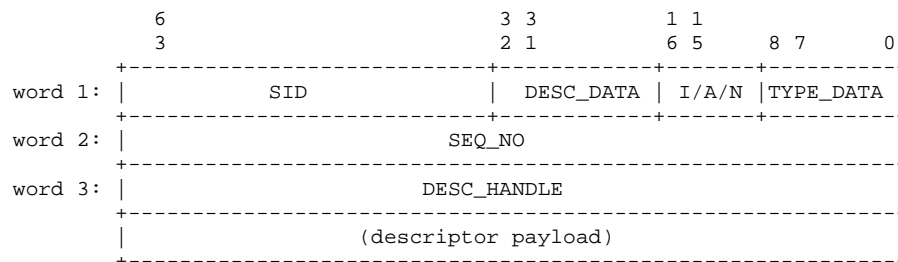 6 3 3 1 1
3 2 1 6 5 8 7 0
+----------------------------+------------+-------+-----------
word 1: | SID | DESC_DATA | I/A/N |TYPE_DATA
+----------------------------+------------+-------+-----------
word 2: | SEQ_NO
+-------------------------------------------------------------
word 3: | DESC_HANDLE
+-------------------------------------------------------------
| (descriptor payload)
+-------------------------------------------------------------